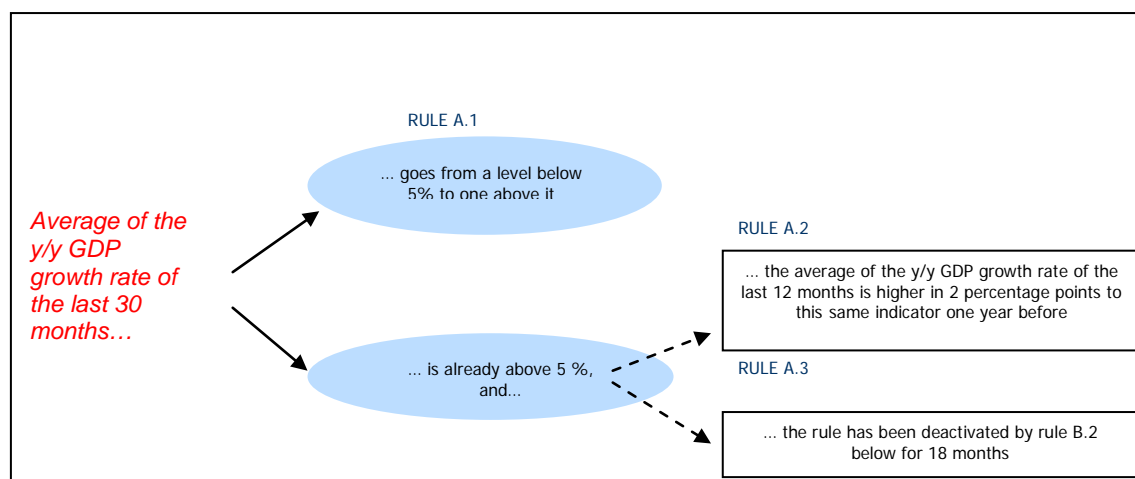 RULE A.1
... goes from a level below
5% to one above it
Average of the
y/y GDP
growth rate of
the last 30
months...
RULE A.2
... the average of the y/y GDP growth rate of the
last 12 months is higher in 2 percentage points to
this same indicator one year before
... is already above 5 %,
and...
RULE A.3
... the rule has been deactivated by rule B.2
below for 18 months